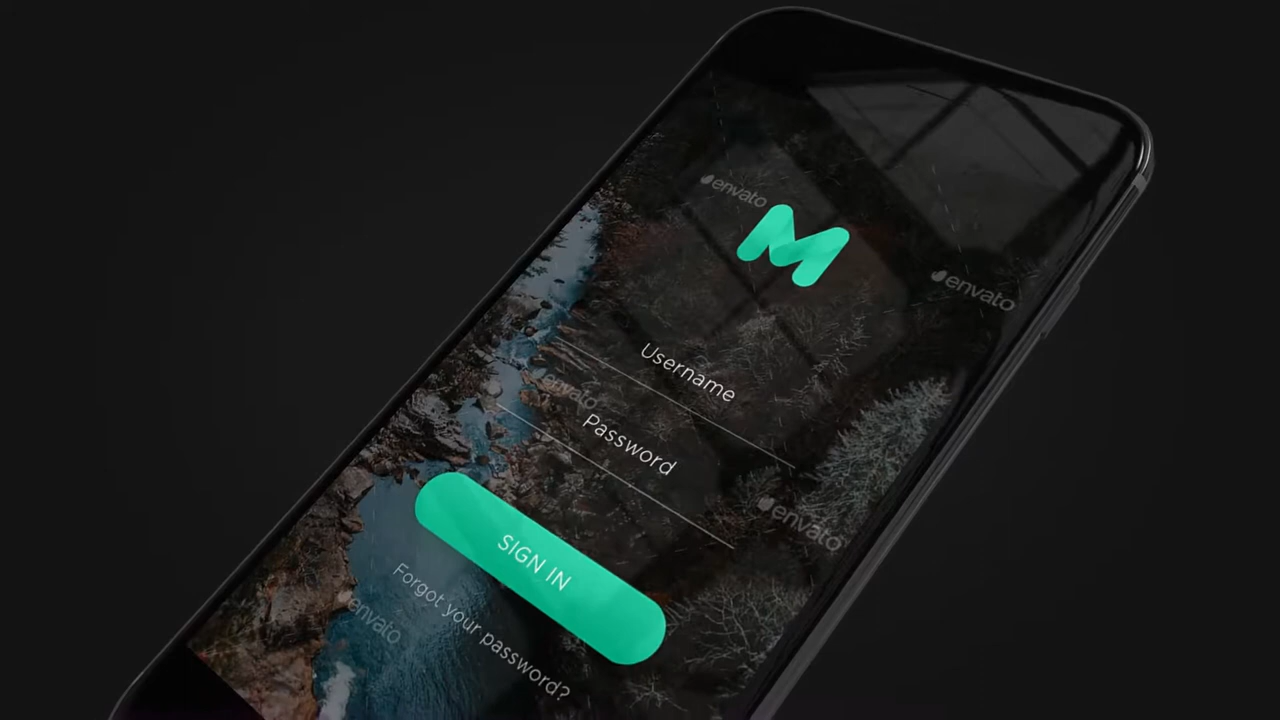 envato
M
envato
Username
envato
Password
envato
SIGN IN
Forgot your password?
envato